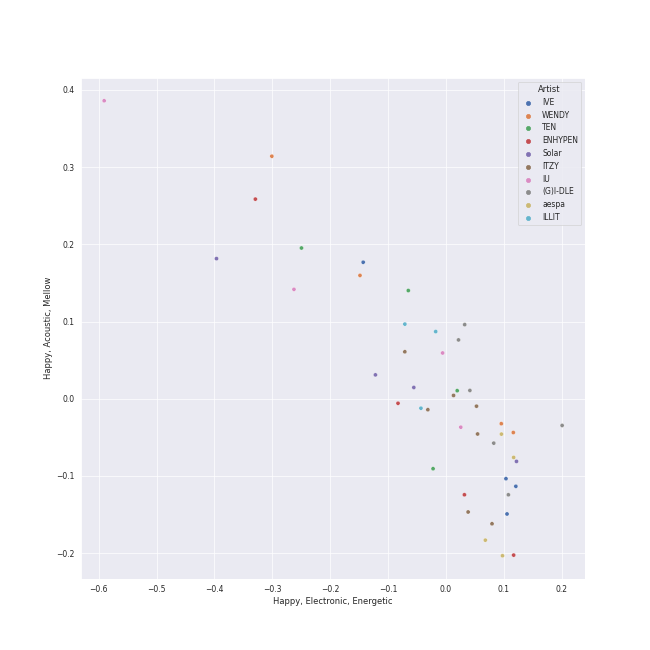 Artist
IVE
WENDY
TEN
ENHYPEN
Solar
ITZY
IU
(G)I-DLE
aespa
ILLIT
Happy, Acoustic, Mellow
0.4
0.3
0.2
0.1
0.0
−0.1
−0.2
−0.6 −0.5 −0.4 −0.3 −0.2 −0.1 0.0 0.1 0.2
Happy, Electronic, Energetic